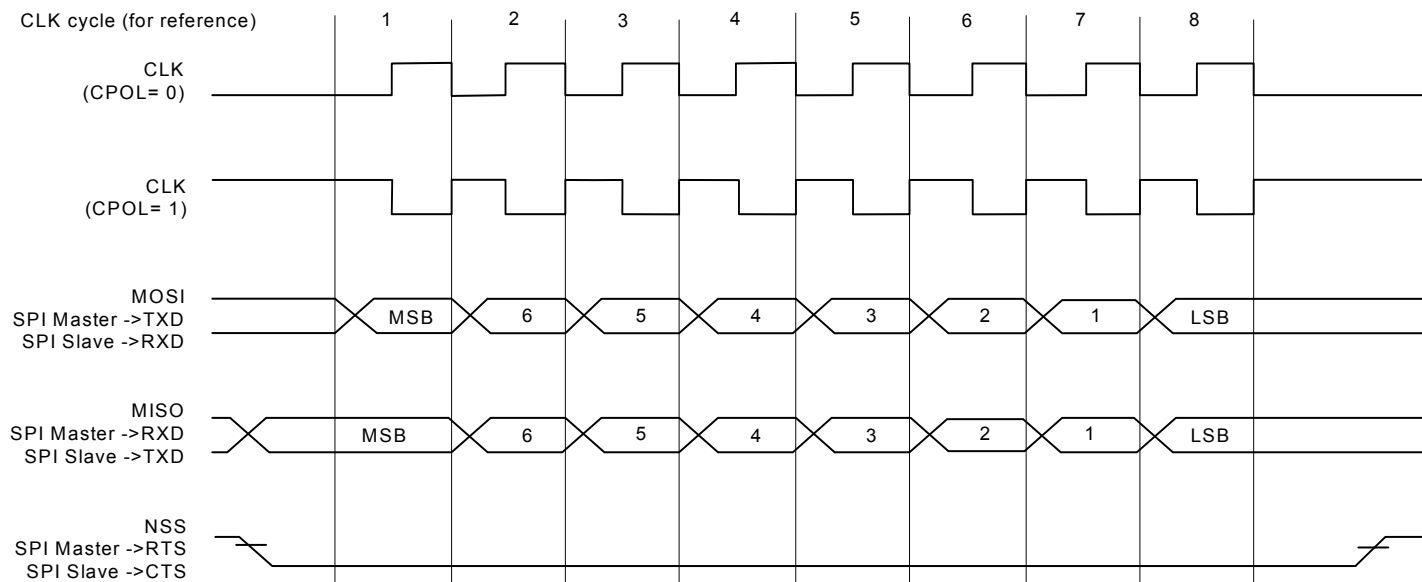 CLK cycle (for reference) 1 2 3 4 5 6 7 8
CLK
(CPOL= 0)
CLK
(CPOL= 1)
MOSI
SPI Master ->TXD
SPI Slave ->RXD
MSB 6 5 4 3 2 1 LSB
MISO
SPI Master ->RXD
SPI Slave ->TXD
MSB 6 5 4 3 2 1 LSB
NSS
SPI Master ->RTS
SPI Slave ->CTS